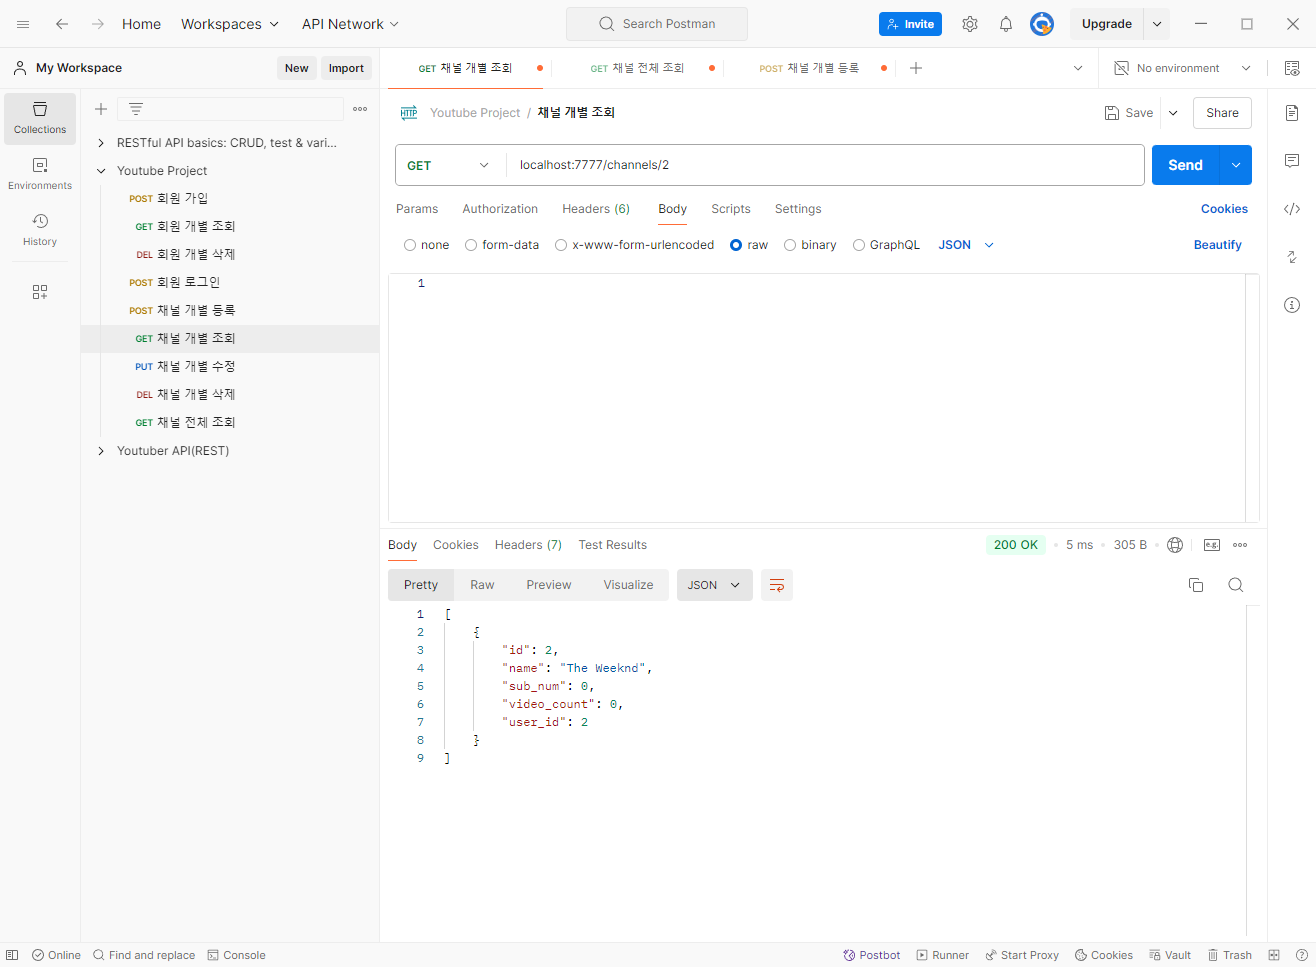 Home
Workspaces
API Network
Search Postman
Invite
Upgrade
My Workspace
New
Import
GET 채널 개별 조회
GET 채널 전체 조회
POST 채널 개별 등록
No environment
Collections
Environments
History
RESTful API basics: CRUD, test & vari...
Youtube Project
POST 회원 가입
GET 회원 개별 조회
DEL 회원 개별 삭제
POST 회원 로그인
POST 채널 개별 등록
GET 채널 개별 조회
PUT 채널 개별 수정
DEL 채널 개별 삭제
GET 채널 전체 조회
Youtuber API(REST)
HTTP Youtube Project / 채널 개별 조회
Save
Share
GET
localhost:7777/channels/2
Send
Params
Authorization
Headers (6)
Body
Scripts
Settings
Cookies
none
form-data
x-www-form-urlencoded
raw
binary
GraphQL
JSON
Beautify
1
Body
Cookies
Headers (7)
Test Results
200 OK
5 ms
305 B
e.g.
Pretty
Raw
Preview
Visualize
JSON
1 [
2 {
3 "id": 2,
4 "name": "The Weeknd",
5 "sub_num": 0,
6 "video_count": 0,
7 "user_id": 2
8 }
9 ]
Online
Find and replace
Console
Postbot
Runner
Start Proxy
Cookies
Vault
Trash